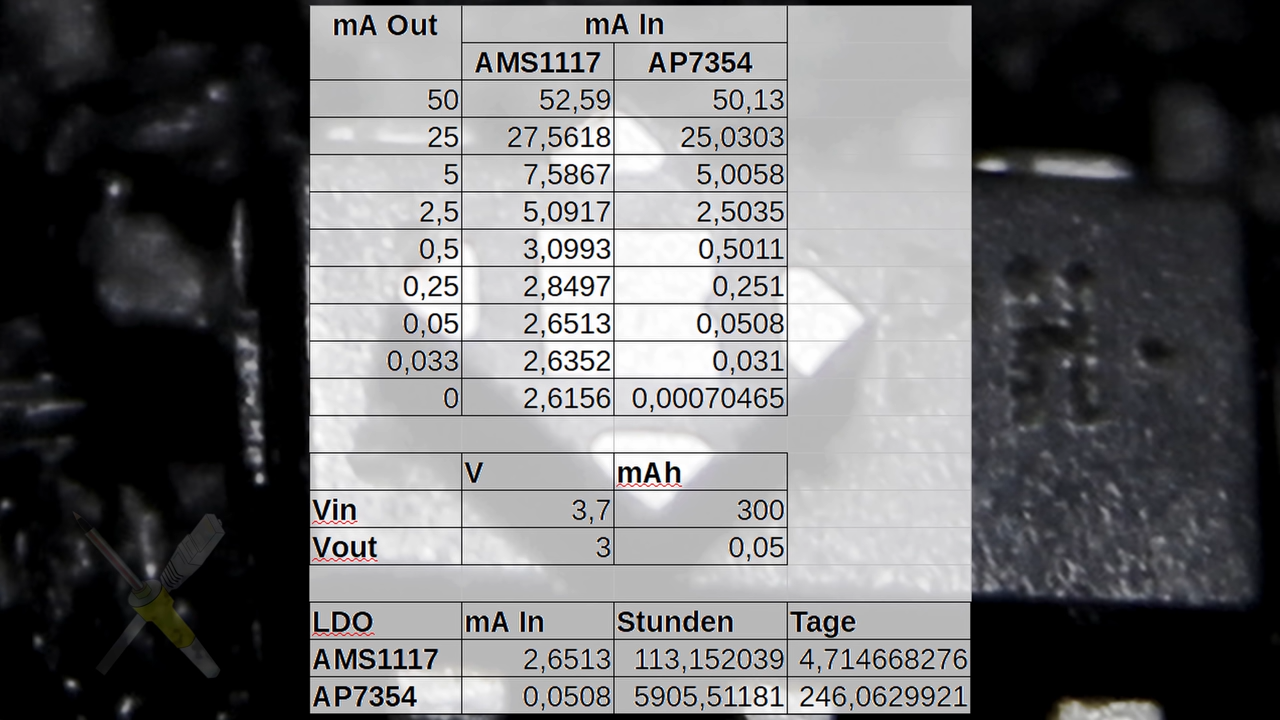 mA Out mA In
AMS1117 AP7354
50 52,59 50,13
25 27,5618 25,0303
5 7,5867 5,0058
2,5 5,0917 2,5035
0,5 3,0993 0,5011
0,25 2,8497 0,251
0,05 2,6513 0,0508
0,033 2,6352 0,031
0 2,6156 0,00070465
V mAh
Vin 3,7 300
Vout 3 0,05
LDO mA In Stunden Tage
AMS1117 2,6513 113,152039 4,714668276
AP7354 0,0508 5905,51181 246,0629921